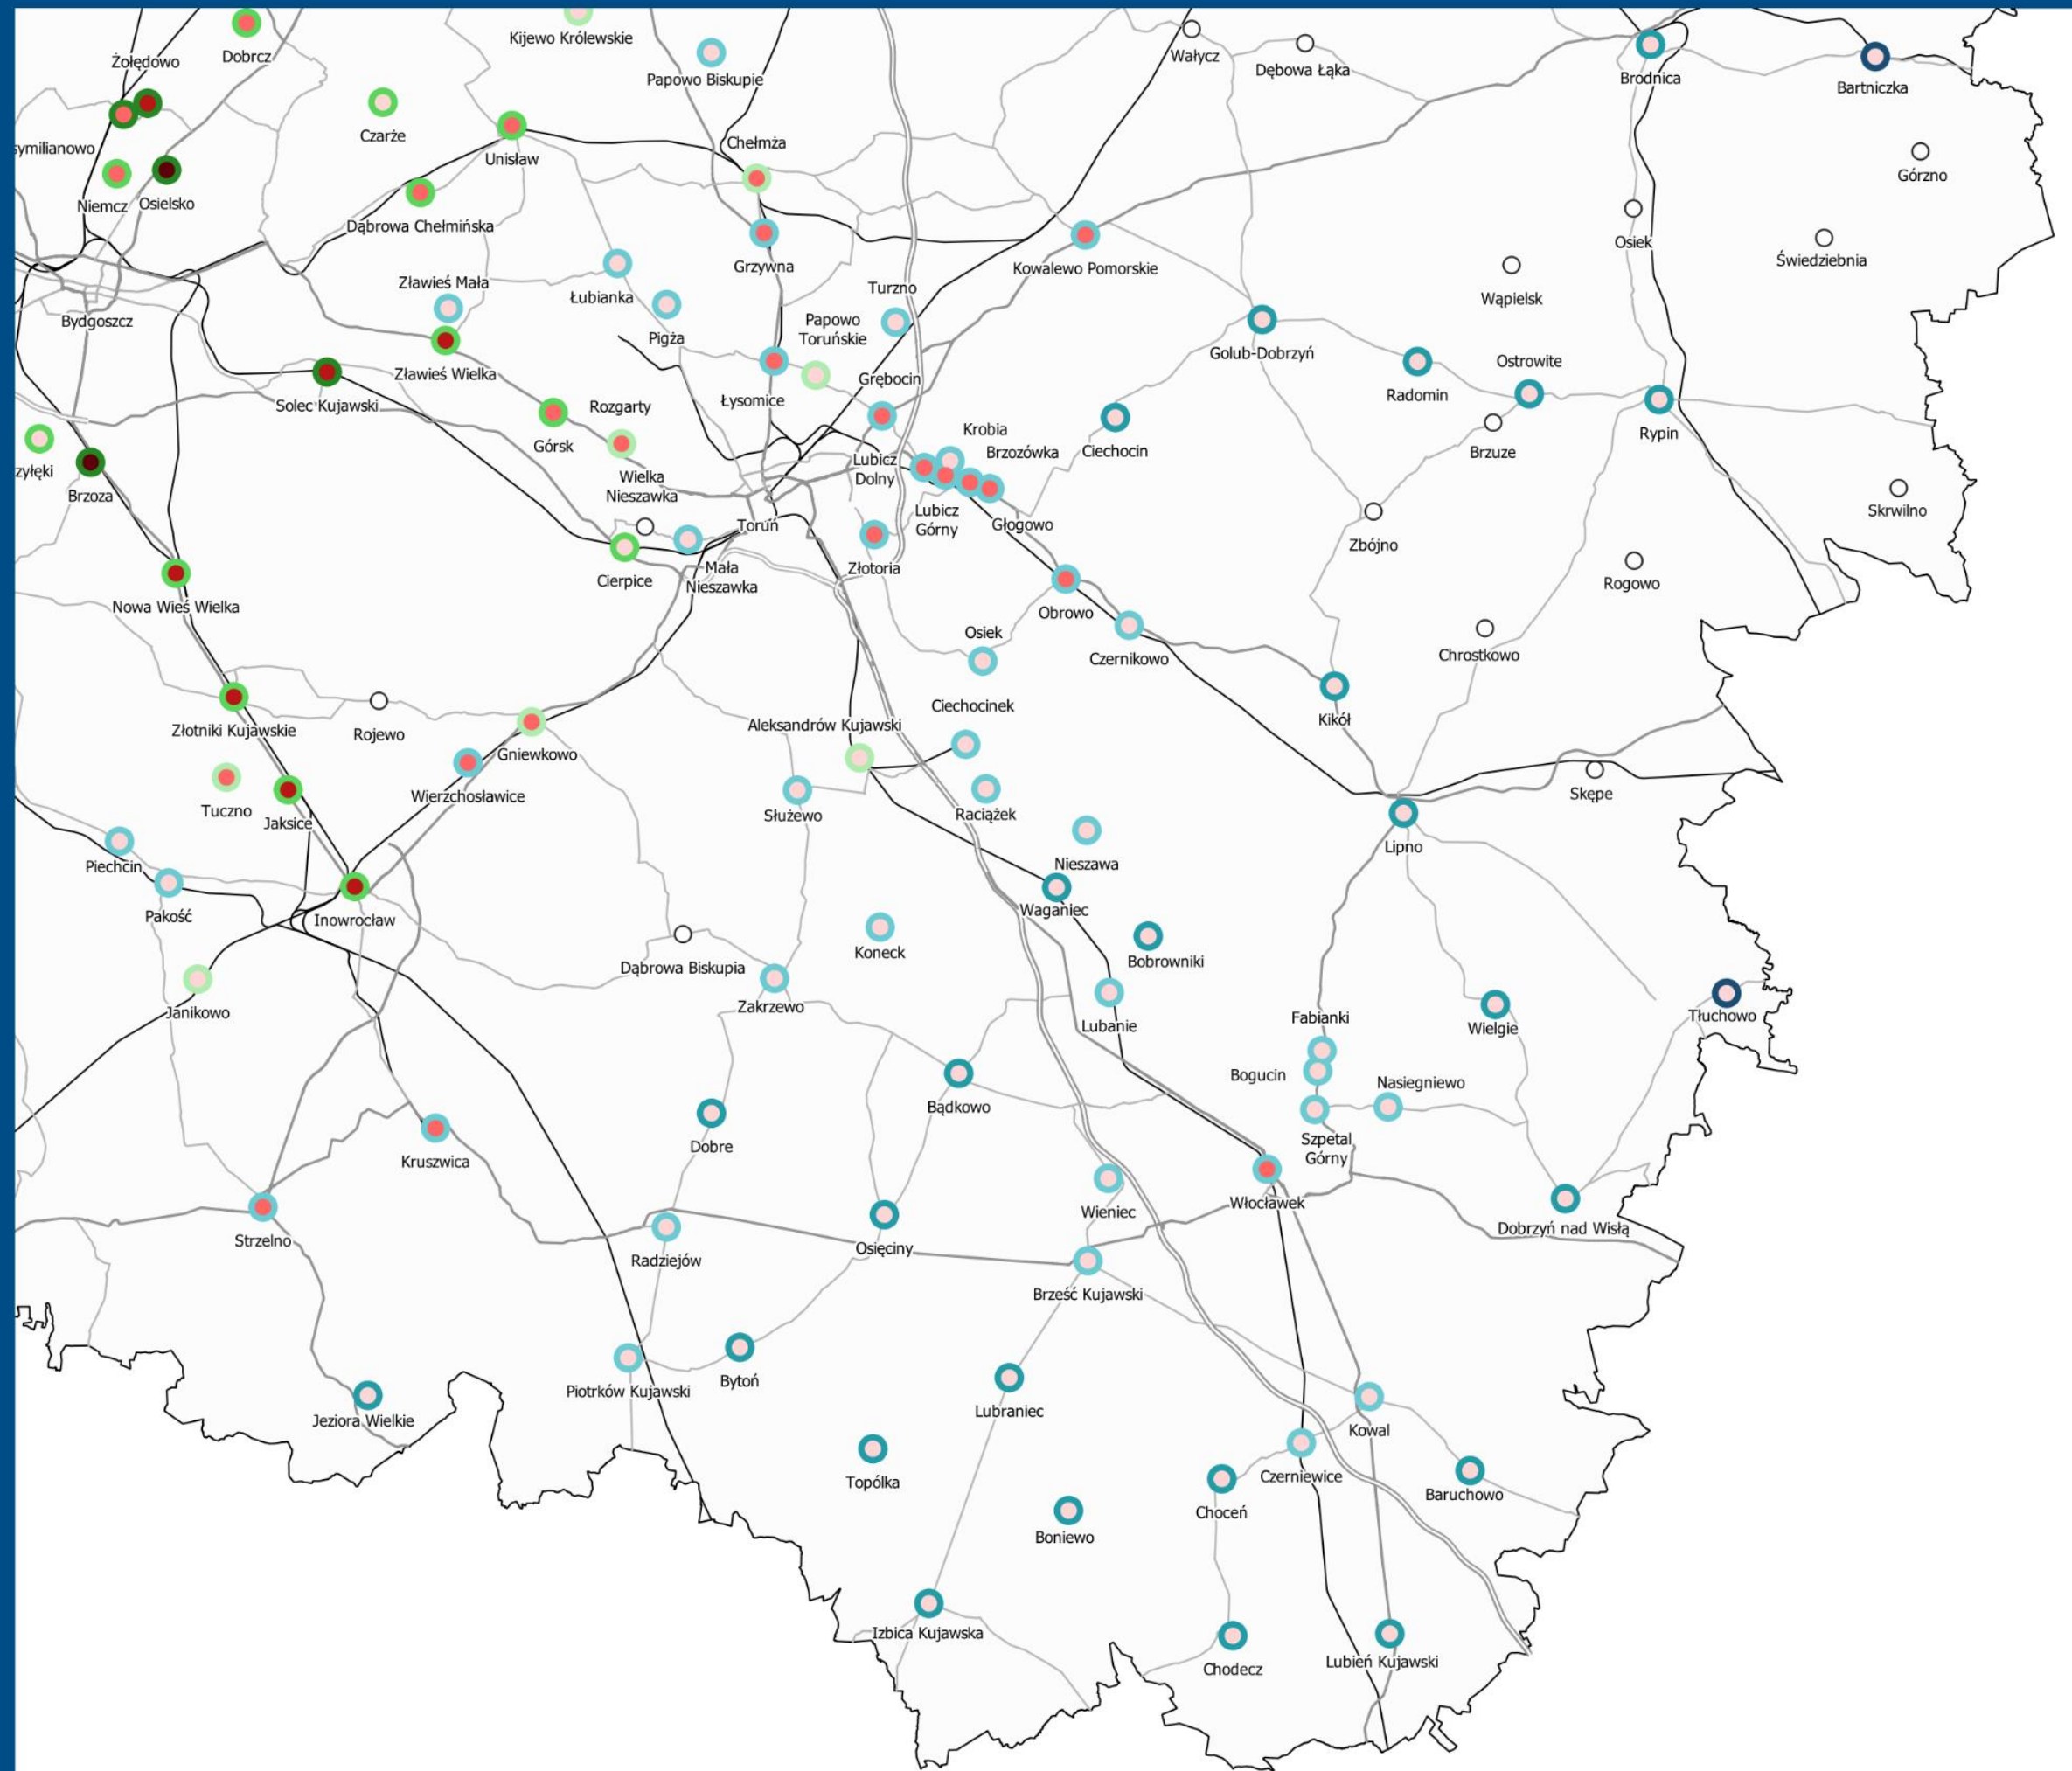 Kijewo Królewskie
Wałycz
Żołędowo
Dobrcz
Papowo Biskupie
Dębowa Łąka
Brodnica
Bartniczka
Czarże
Chełmża
symilianowo
Unisław
Górzno
Niemcz
Osielsko
Dąbrowa Chełmińska
Osiek
Świedziebnia
Grzywna
Kowalewo Pomorskie
Zławieś Mała
Łubianka
Turzno
Wąpielsk
Bydgoszcz
Pigża
Papowo
Toruńskie
Golub-Dobrzyń
Ostrowite
Zławieś Wielka
Grębocin
Radomin
Solec Kujawski
Rozgarty
Łysomice
Krobia
Rypin
Górsk
Brzozówka
Ciechocin
Brzuze
zyłęki
Lubicz
Dolny
Wielka
Nieszawka
Brzoza
Lubicz
Górny
Głogowo
Skrwilno
Toruń
Zbójno
Cierpice
Mała
Nieszawka
Złotoria
Rogowo
Nowa Wieś Wielka
Obrowo
Osiek
Czernikowo
Chrostkowo
Ciechocinek
Złotniki Kujawskie
Rojewo
Aleksandrów Kujawski
Kikół
Gniewkowo
Wierzchosławice
Skępe
Tuczno
Jaksice
Służewo
Raciążek
Lipno
Piechcin
Nieszawa
Pakość
Inowrocław
Waganiec
Dąbrowa Biskupia
Koneck
Bobrowniki
Janikowo
Zakrzewo
Lubanie
Fabianki
Wielgie
Tłuchowo
Bogucin
Nasiegniewo
Bądkowo
Dobre
Szpetal
Górny
Kruszwica
Włocławek
Wieniec
Dobrzyń nad Wisłą
Strzelno
Radziejów
Osięciny
Brześć Kujawski
Piotrków Kujawski
Bytoń
Lubraniec
Jeziora Wielkie
Kowal
Topólka
Czerniewice
Baruchowo
Choceń
Boniewo
Izbica Kujawska
Chodecz
Lubień Kujawski